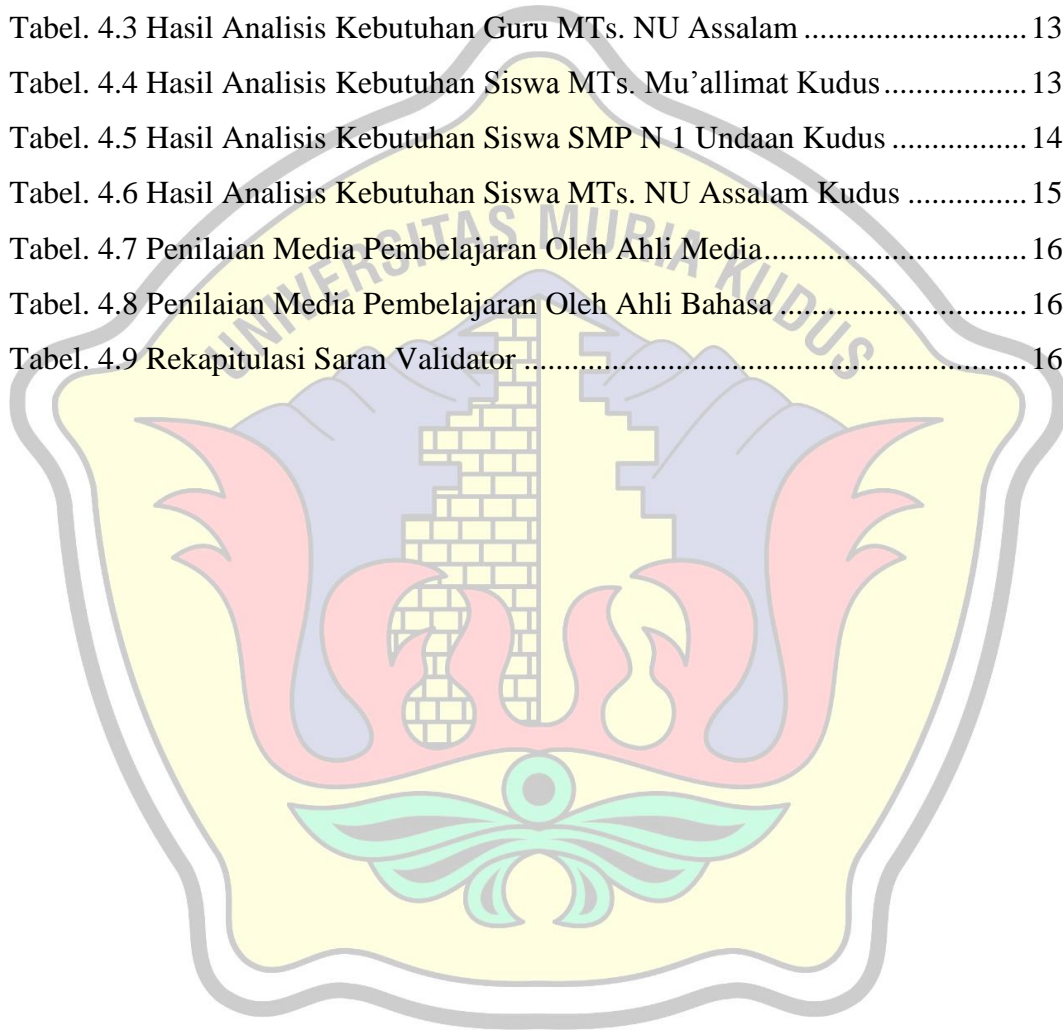 Tabel. 4.3 Hasil Analisis Kebutuhan Guru MTs. NU Assalam ............................ 13
Tabel. 4.4 Hasil Analisis Kebutuhan Siswa MTs. Mu’allimat Kudus.................. 13
Tabel. 4.5 Hasil Analisis Kebutuhan Siswa SMP N 1 Undaan Kudus ................. 14
Tabel. 4.6 Hasil Analisis Kebutuhan Siswa MTs. NU Assalam Kudus ............... 15
Tabel. 4.7 Penilaian Media Pembelajaran Oleh Ahli Media................................. 16
Tabel. 4.8 Penilaian Media Pembelajaran Oleh Ahli Bahasa ............................... 16
Tabel. 4.9 Rekapitulasi Saran Validator ............................................................... 16
UNIVERSITAS MURIA KUDUS